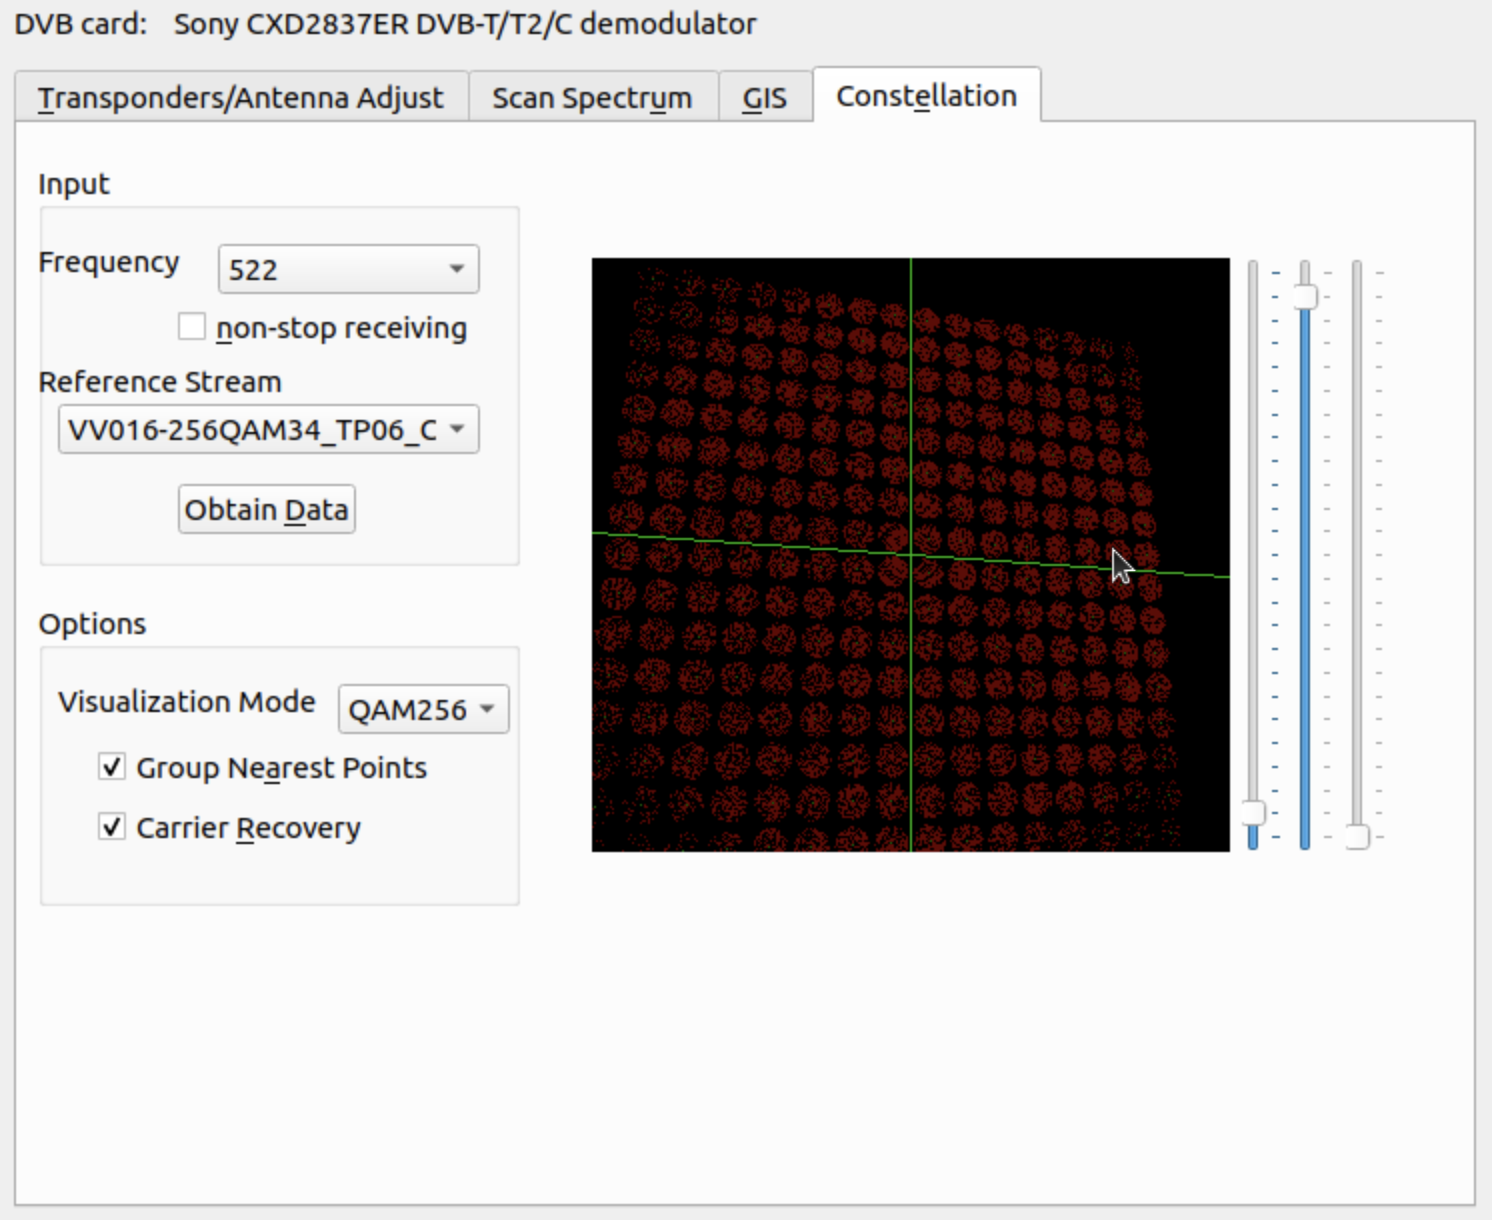 DVB card: Sony CXD2837ER DVB-T/T2/C demodulator
Transponders/Antenna Adjust Scan Spectrum GIS Constellation
Input
Frequency 522
non-stop receiving
Reference Stream
VV016-256QAM34_TP06_C
Obtain Data
Options
Visualization Mode QAM256
Group Nearest Points
Carrier Recovery